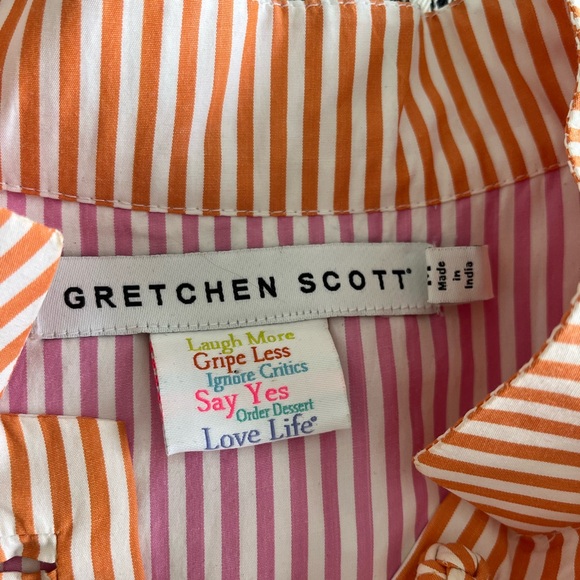 GRETCHEN SCOTT®
Made
in
India
Laugh More
Gripe Less
Ignore Critics
Say Yes
Order Dessert
Love Life®